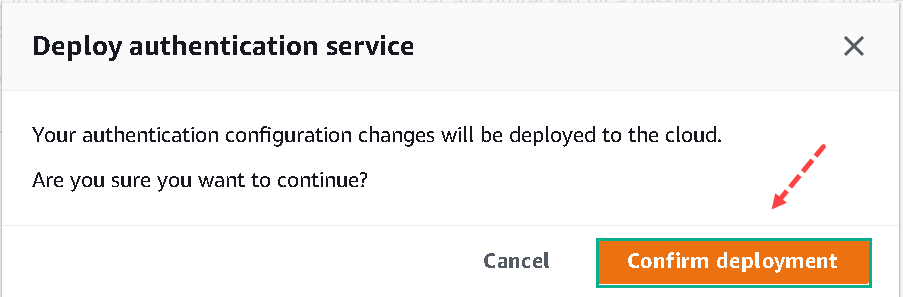 Deploy authentication service
Your authentication configuration changes will be deployed to the cloud.
Are you sure you want to continue?
Cancel
Confirm deployment